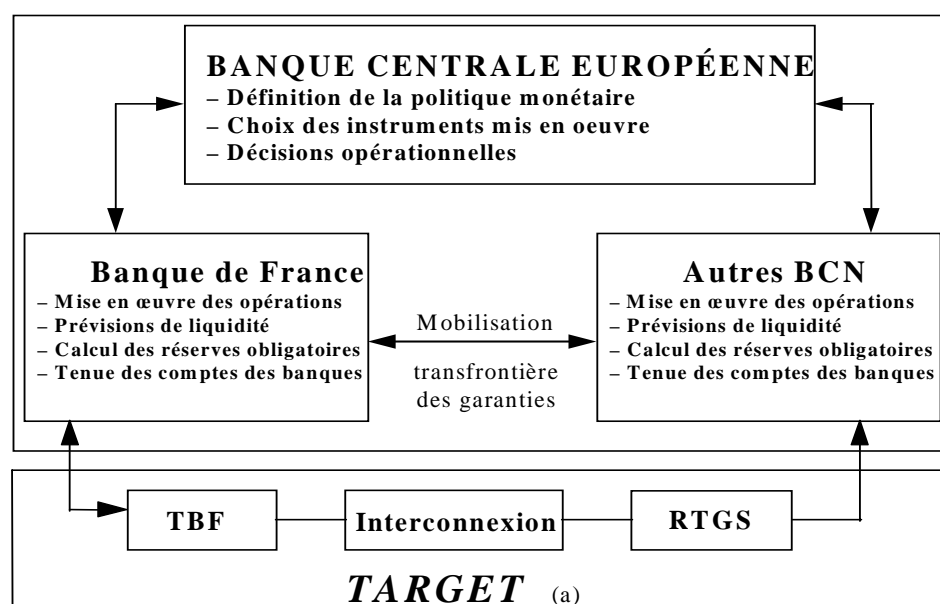 BANQUE CENTRALE EUROPÉENNE
– Définition de la politique monétaire
– Choix des instruments mis en oeuvre
– Décisions opérationnelles
Banque de France
– Mise en œuvre des opérations
– Prévisions de liquidité
– Calcul des réserves obligatoires
– Tenue des comptes des banques
Mobilisation
transfrontière
des garanties
Autres BCN
– Mise en œuvre des opérations
– Prévisions de liquidité
– Calcul des réserves obligatoires
– Tenue des comptes des banques
TBF
Interconnexion
RTGS
TARGET (a)